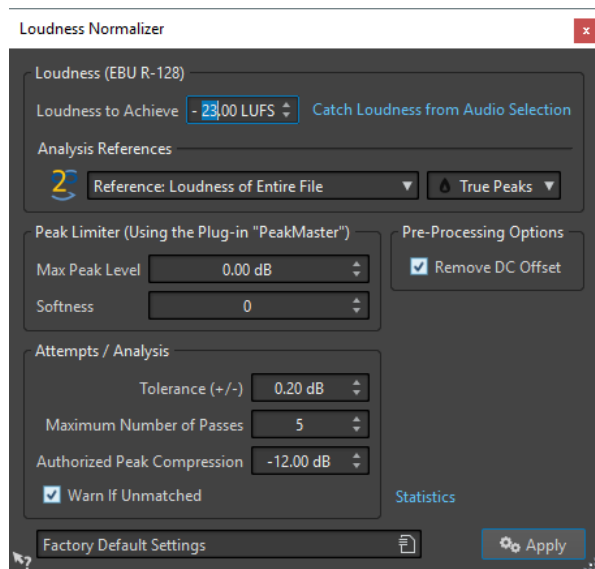 Loudness Normalizer
x
Loudness (EBU R-128)
Loudness to Achieve - 23.00 LUFS Catch Loudness from Audio Selection
Analysis References
Reference: Loudness of Entire File True Peaks
Peak Limiter (Using the Plug-in "PeakMaster") Pre-Processing Options
Max Peak Level 0.00 dB Remove DC Offset
Softness 0
Attempts / Analysis
Tolerance (+/-) 0.20 dB
Maximum Number of Passes 5
Authorized Peak Compression -12.00 dB
Warn If Unmatched Statistics
Factory Default Settings Apply
?